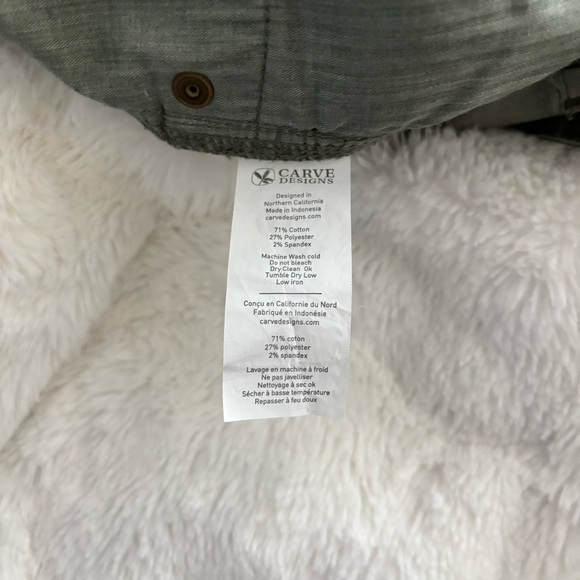 CARVE
DESIGNS
Designed in
Northern California
Made in Indonesia
carvedesigns.com
71% Cotton
27% Polyester
2% Spandex
Machine Wash cold
Do not bleach
Dry Clean Ok
Tumble Dry Low
Low iron
Conçu en Californie du Nord
Fabriqué en Indonésie
carvedesigns.com
71% coton
27% polyester
2% spandex
Lavage en machine à froid
Ne pas javelliser
Nettoyage à sec ok
Sécher à basse température
Repasser à feu doux